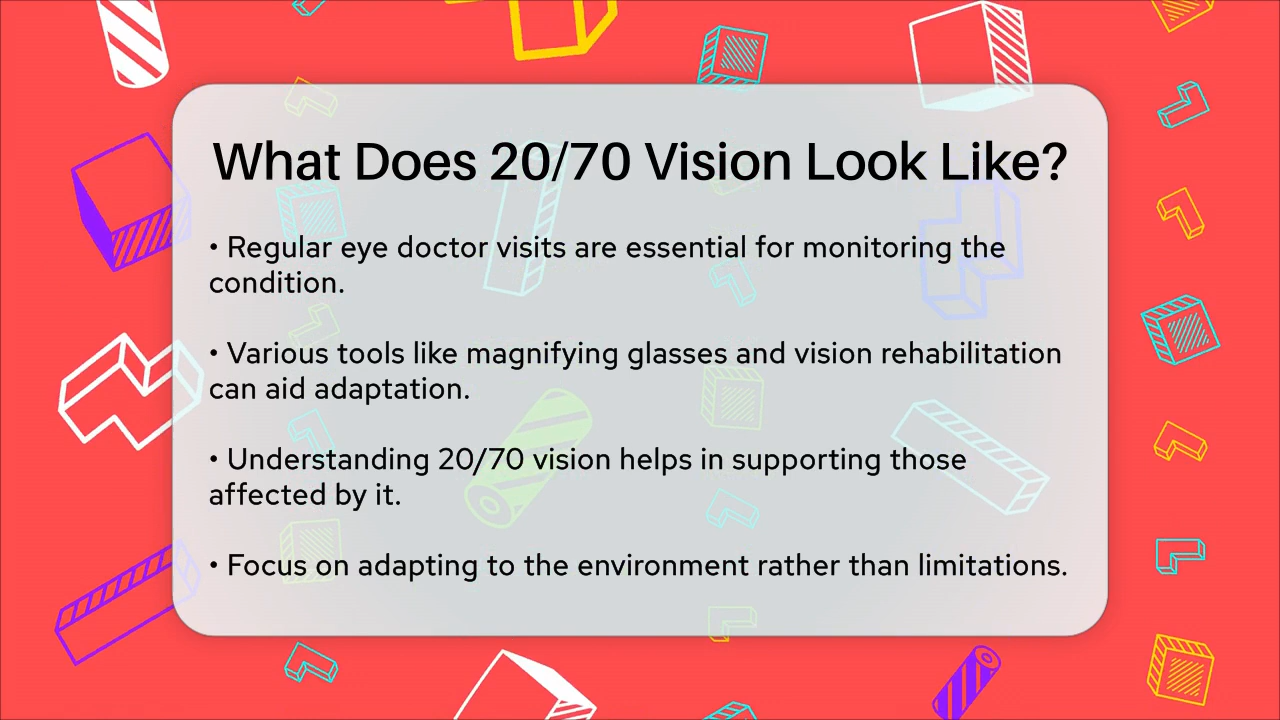 What Does 20/70 Vision Look Like?
• Regular eye doctor visits are essential for monitoring the
condition.
• Various tools like magnifying glasses and vision rehabilitation
can aid adaptation.
• Understanding 20/70 vision helps in supporting those
affected by it.
• Focus on adapting to the environment rather than limitations.